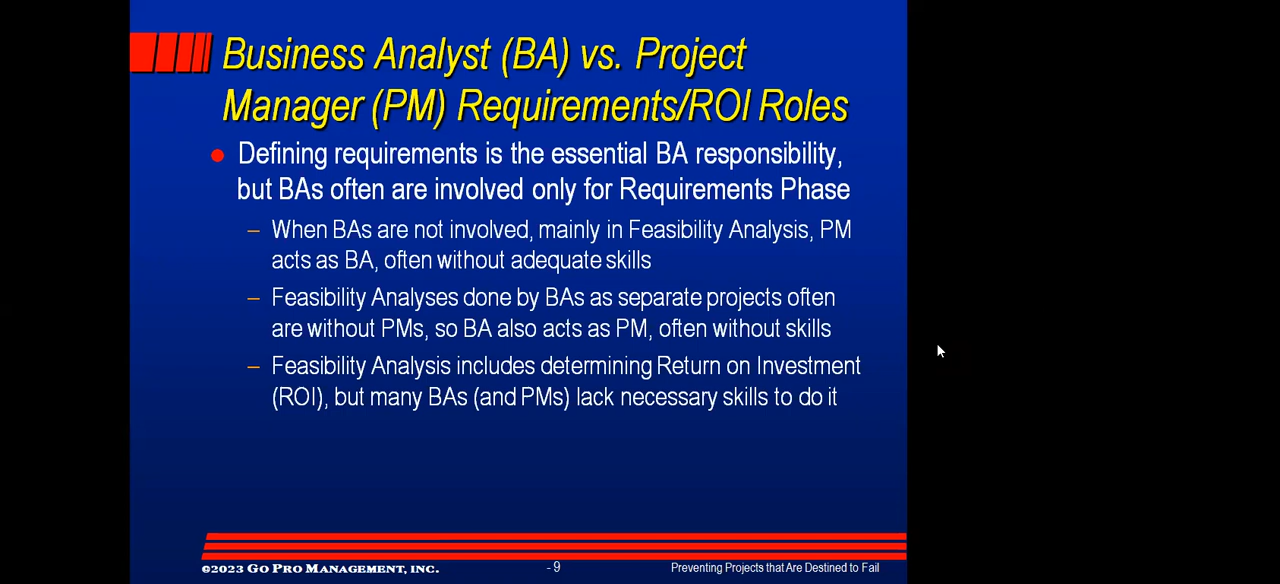 Business Analyst (BA) vs. Project
Manager (PM) Requirements/ROI Roles
● Defining requirements is the essential BA responsibility,
but BAs often are involved only for Requirements Phase
– When BAs are not involved, mainly in Feasibility Analysis, PM
acts as BA, often without adequate skills
– Feasibility Analyses done by BAs as separate projects often
are without PMs, so BA also acts as PM, often without skills
– Feasibility Analysis includes determining Return on Investment
(ROI), but many BAs (and PMs) lack necessary skills to do it
©2023 GO PRO MANAGEMENT, INC.
- 9
Preventing Projects that Are Destined to Fail